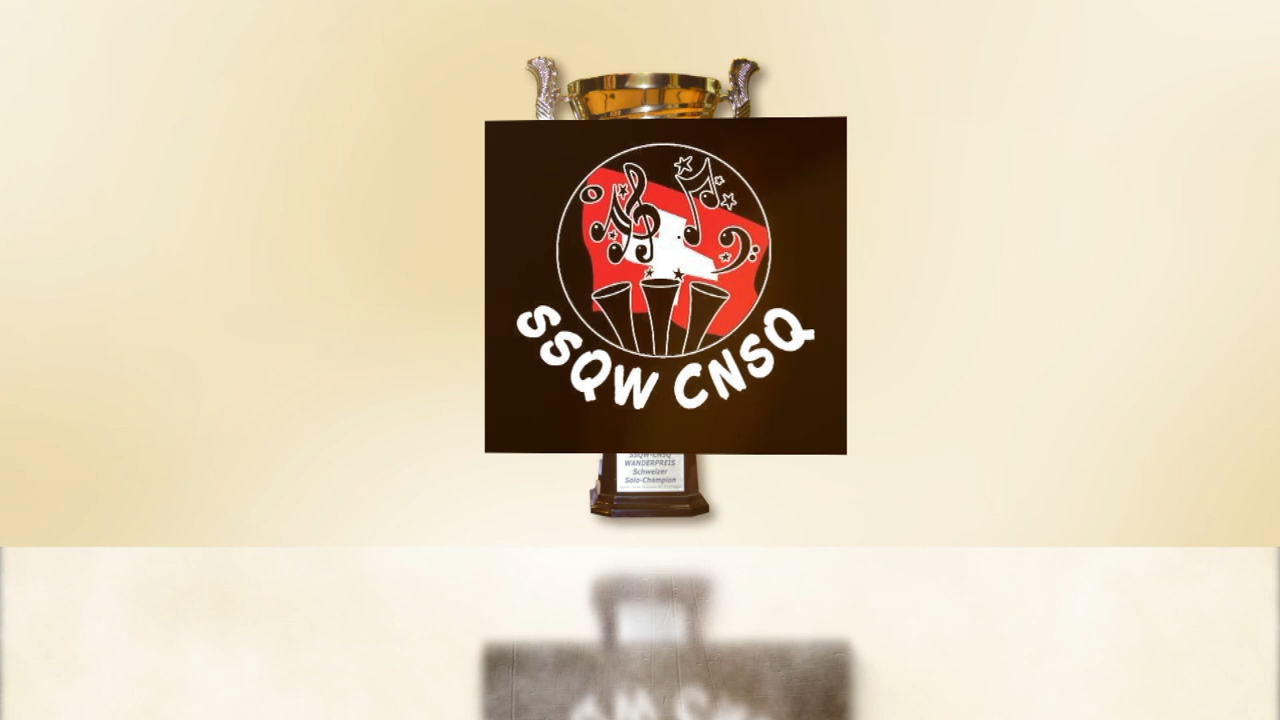 SSQW CNSQ
SSQW-CNSQ
WANDERPREIS
Schweizer
Solo-Champion